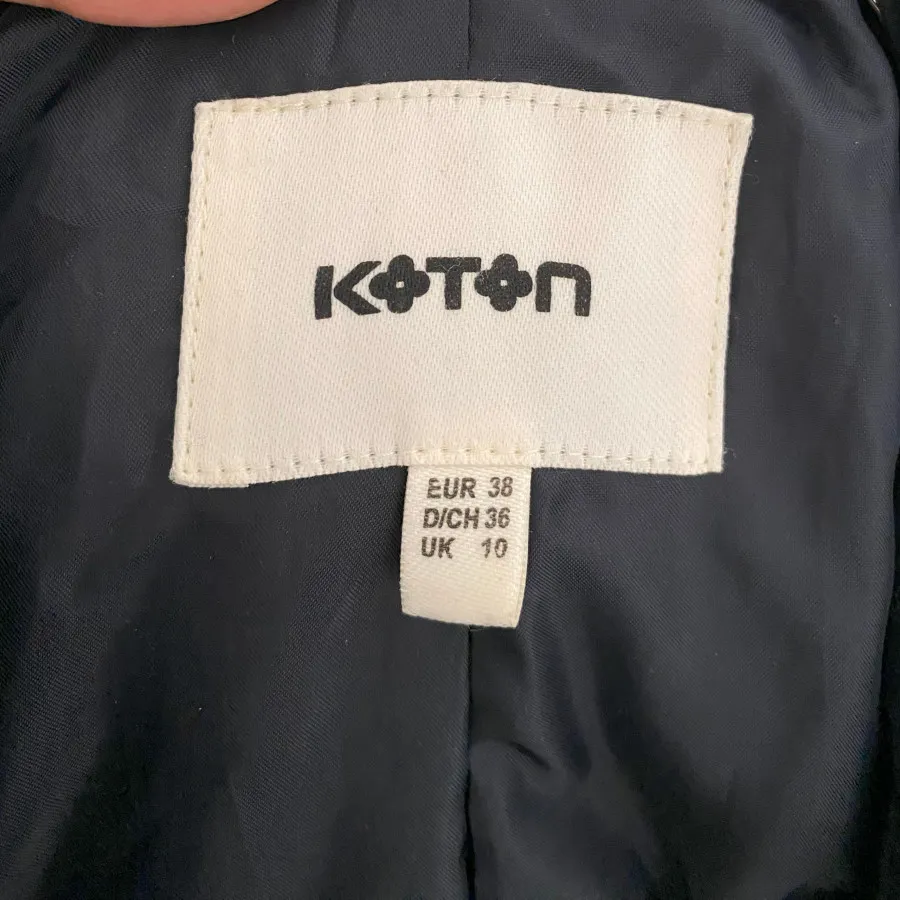 KOTON
EUR 38
D/CH 36
UK 10